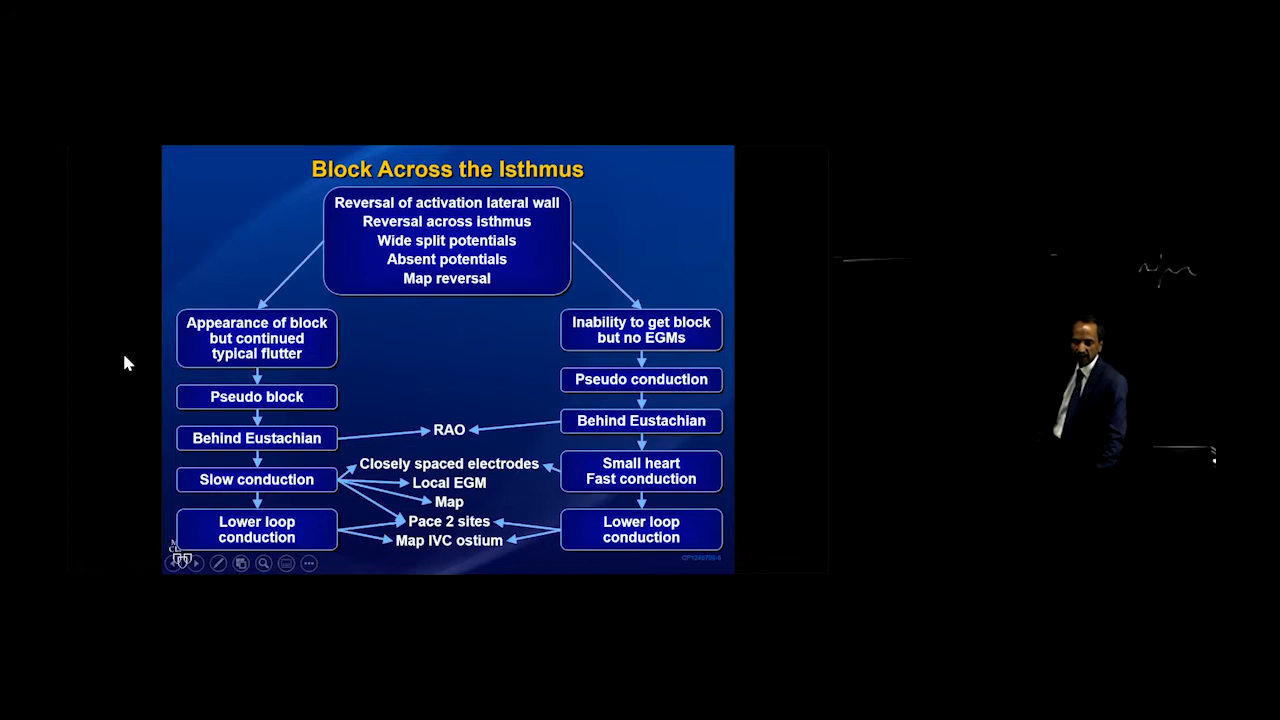 Block Across the Isthmus
Reversal of activation lateral wall
Reversal across isthmus
Wide split potentials
Absent potentials
Map reversal
Appearance of block
but continued
typical flutter
Pseudo block
Behind Eustachian
Slow conduction
Lower loop
conduction
RAO
Closely spaced electrodes
Local EGM
Map
Pace 2 sites
Map IVC ostium
Inability to get block
but no EGMs
Pseudo conduction
Behind Eustachian
Small heart
Fast conduction
Lower loop
conduction